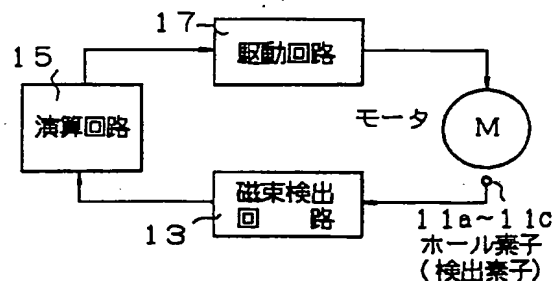 17
駆動回路
15
演算回路
モータ
M
磁束検出
回 路
13
11a~11c
ホール素子
(検出素子)